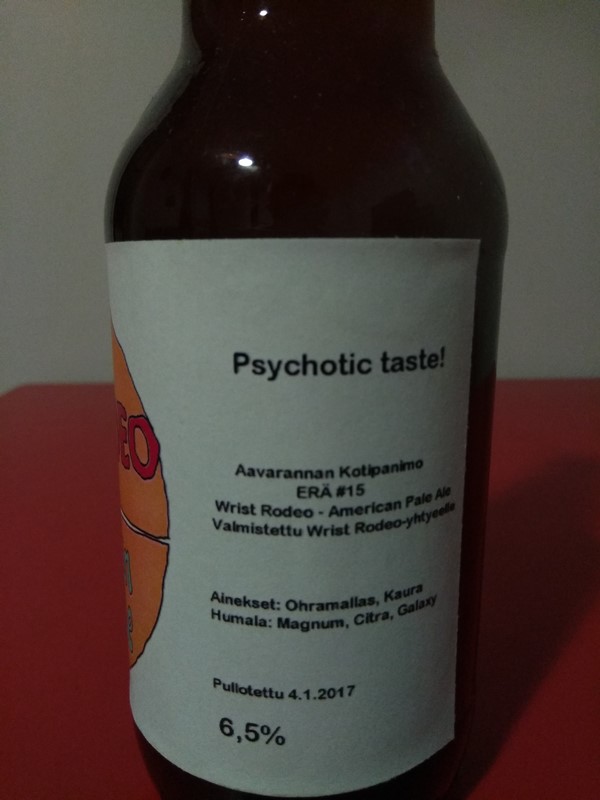 Psychotic taste!
EO
Aavarannan Kotipanimo
ERÄ #15
Wrist Rodeo - American Pale Ale
Valmistettu Wrist Rodeo-yhtyeelle
Ainekset: Ohramallas, Kaura
Humala: Magnum, Citra, Galaxy
Pullotettu 4.1.2017
6,5%